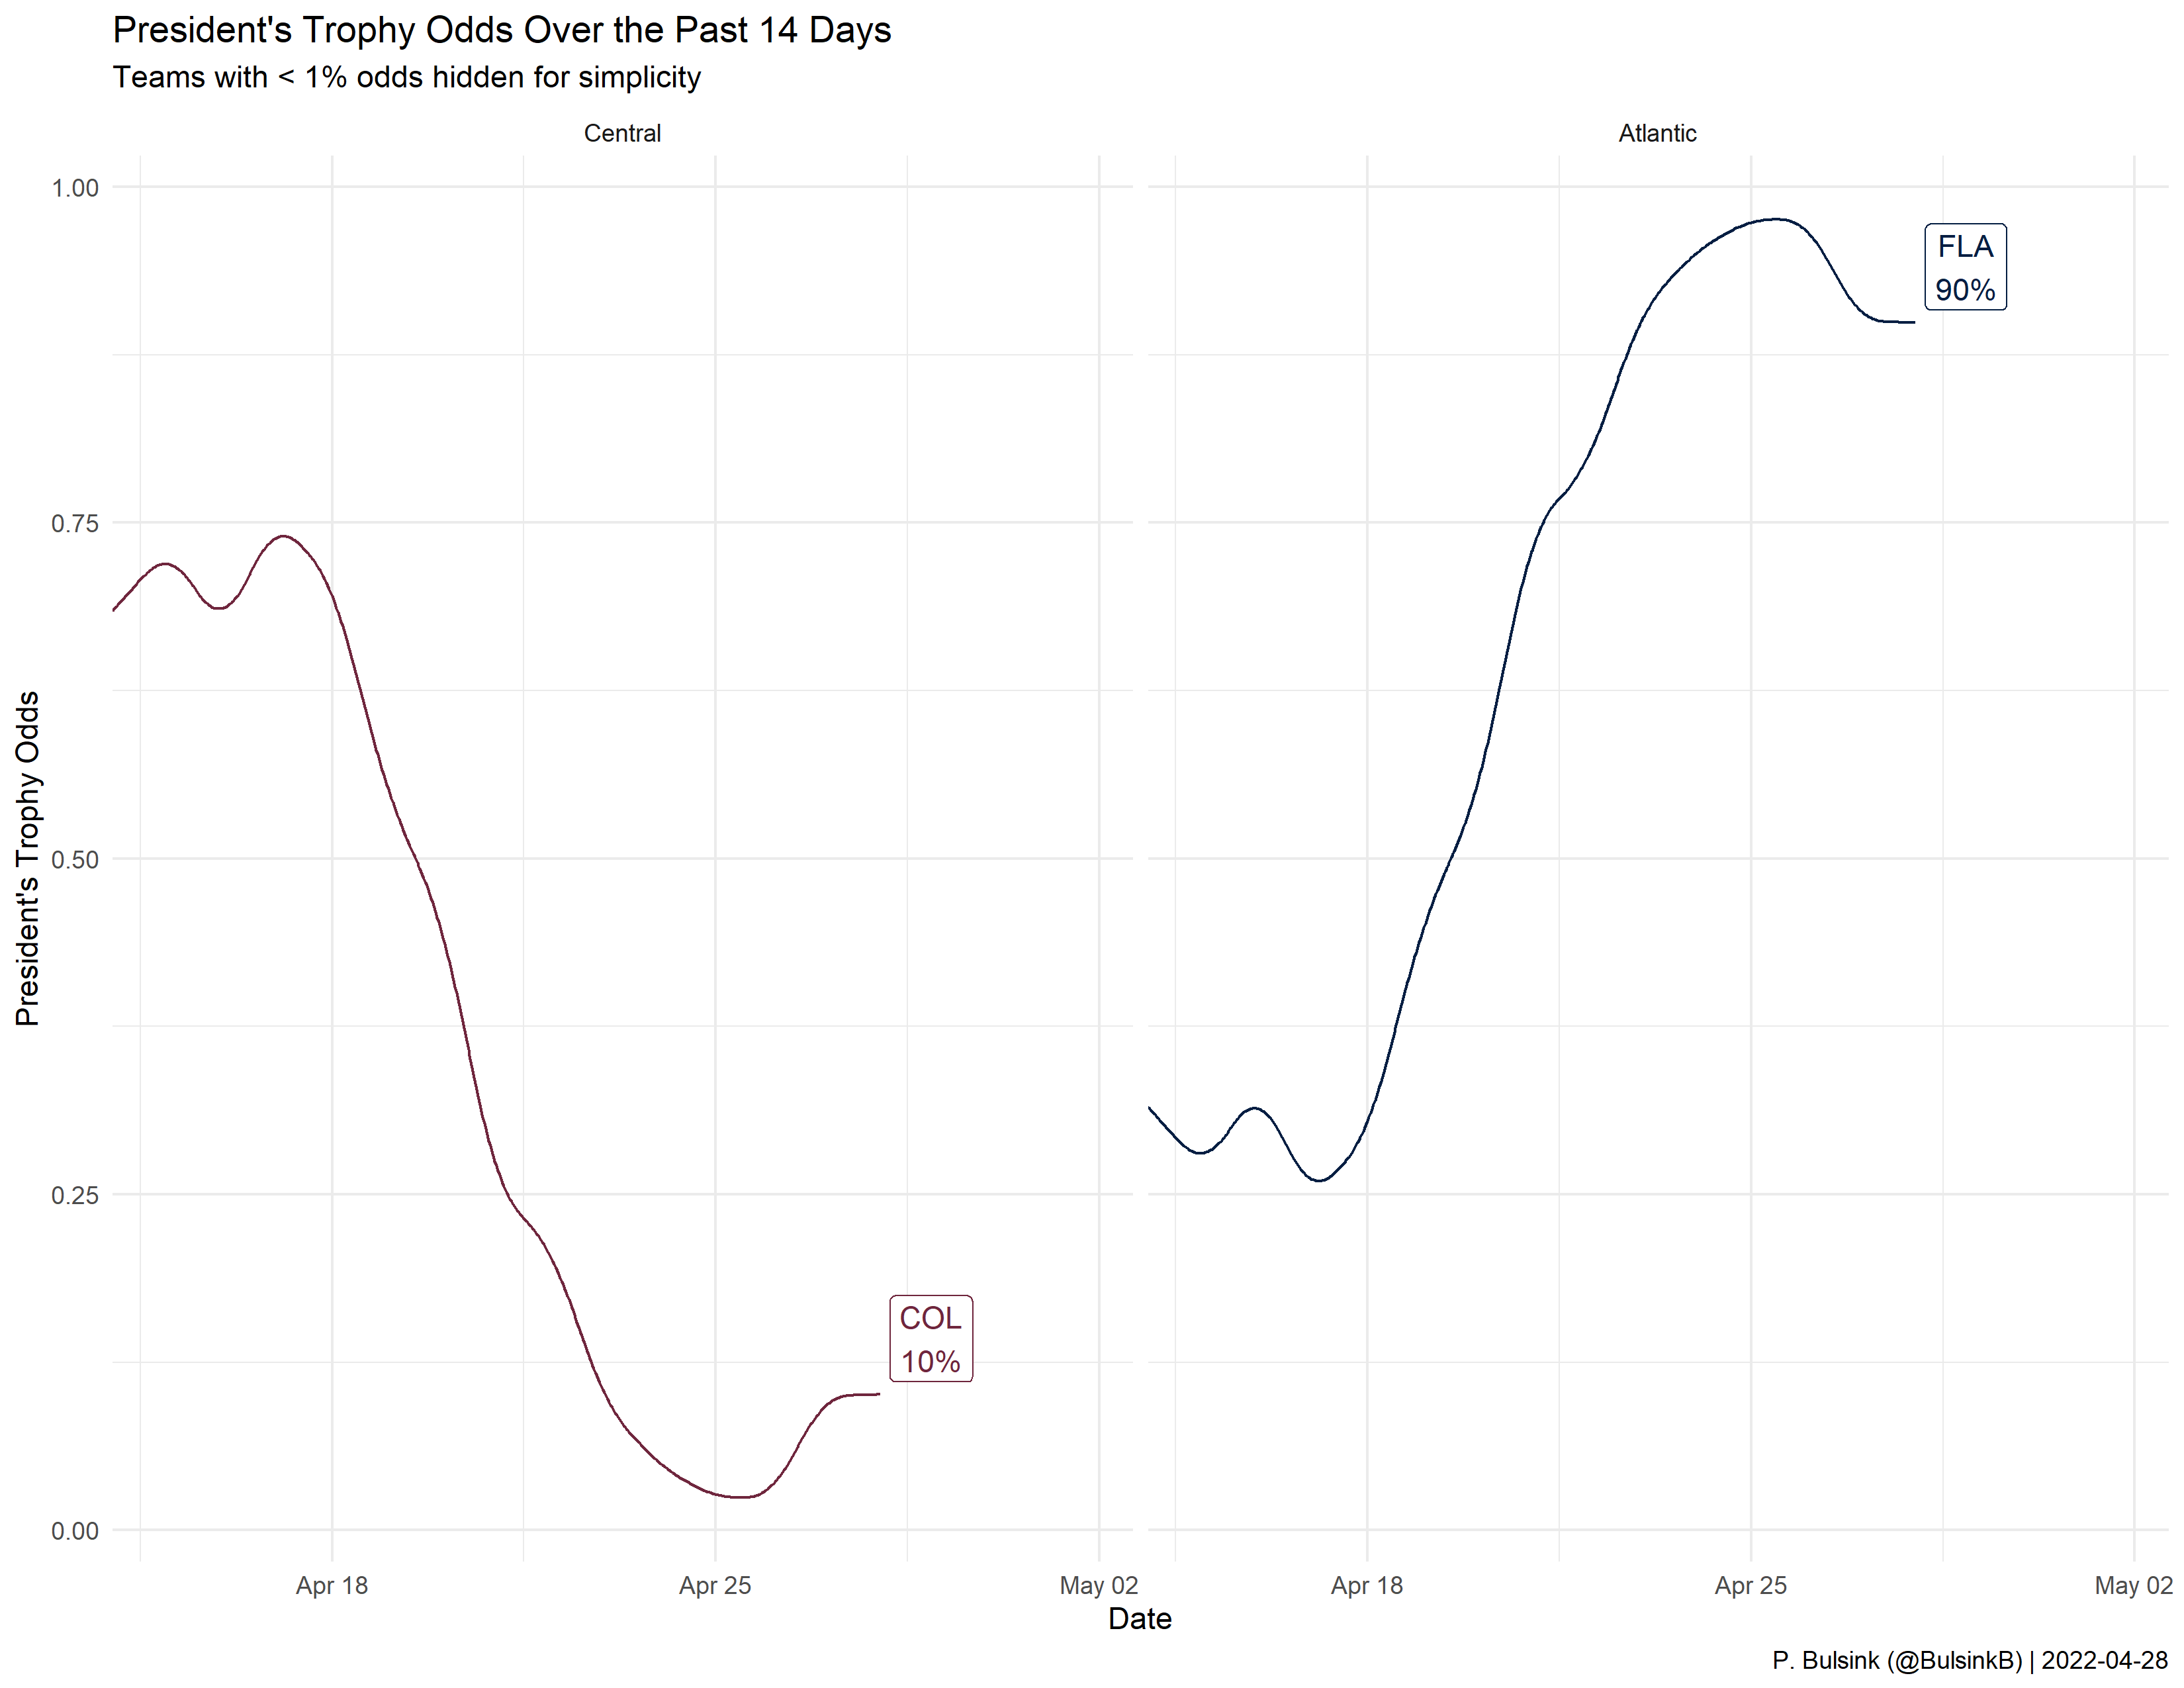 President's Trophy Odds Over the Past 14 Days
Teams with < 1% odds hidden for simplicity
Central
Atlantic
1.00
0.75
0.50
0.25
0.00
President's Trophy Odds
FLA
90%
COL
10%
Apr 18
Apr 25
May 02
Apr 18
Apr 25
May 02
Date
P. Bulsink (@BulsinkB) | 2022-04-28